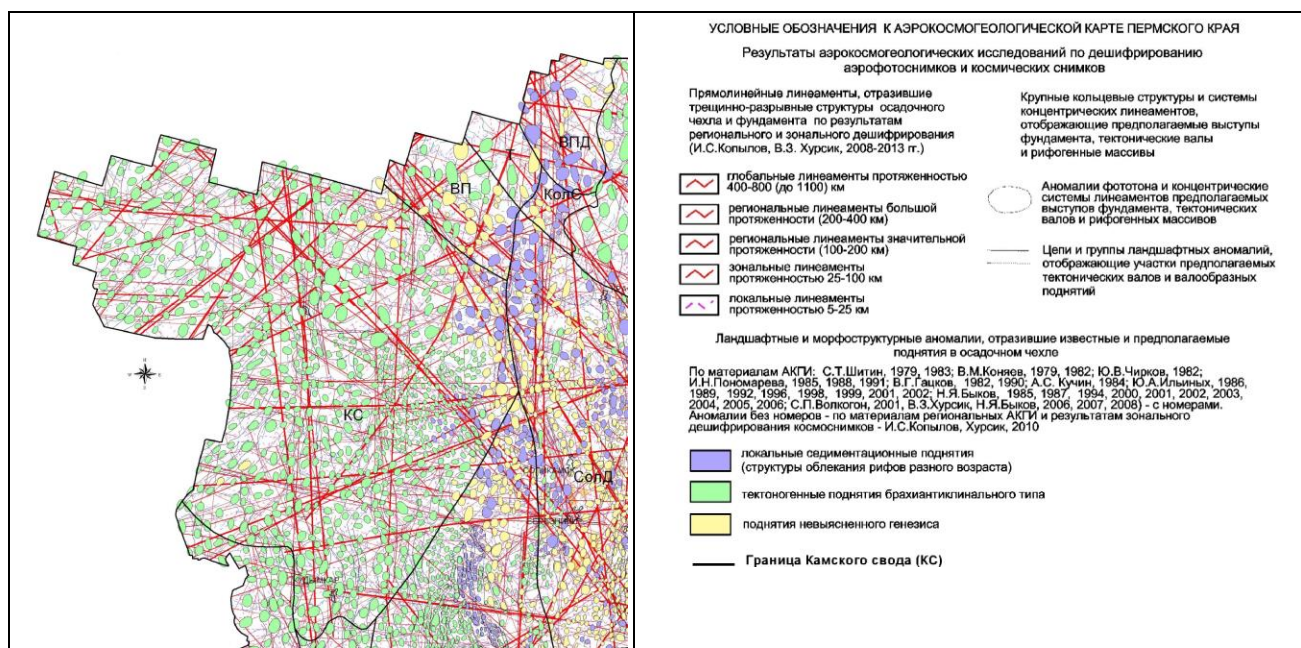 ВПД
Т
КолС
ВП
КС
СолД
УСЛОВНЫЕ ОБОЗНАЧЕНИЯ К АЭРОКОСМОГЕОЛОГИЧЕСКОЙ КАРТЕ ПЕРМСКОГО КРАЯ
Результаты аэрокосмогеологических исследований по дешифрированию
аэрофотоснимков и космических снимков
Прямолинейные линеаменты, отразившие
трещинно-разрывные структуры осадочного
чехла и фундамента по результатам
регионального и зонального дешифрирования
(И.С.Копылов, В.З. Хурсик, 2008-2013 гг.)
глобальные линеаменты протяженностью
400-800 (до 1100) км
региональные линеаменты большой
протяженности (200-400 км)
региональные линеаменты значительной
протяженности (100-200 км)
зональные линеаменты
протяженностью 25-100 км
локальные линеаменты
протяженностью 5-25 км
Крупные кольцевые структуры и системы
концентрических линеаментов,
отображающие предполагаемые выступы
фундамента, тектонические валы
и рифогенные массивы
Аномалии фототона и концентрические
системы линеаментов предполагаемых
выступов фундамента, тектонических
валов и рифогенных массивов
Цепи и группы ландшафтных аномалий,
отображающие участки предполагаемых
тектонических валов и валообразных
поднятий
Ландшафтные и морфоструктурные аномалии, отразившие известные и предполагаемые
поднятия в осадочном чехле
По материалам АКГИ: С.Т.Шитин, 1979, 1983; В.М.Коняев, 1979, 1982; Ю.В.Чирков, 1982;
И.Н.Пономарева, 1985, 1988, 1991; В.Г.Гацков, 1982, 1990; А.С. Кучин, 1984; Ю.А.Ильиных, 1986,
1989, 1992, 1996, 1998, 1999, 2001, 2002; Н.Я.Быков, 1985, 1987, 1994, 2000, 2001, 2002, 2003,
2004, 2005, 2006; С.П.Волкогон, 2001, В.З.Хурсик, Н.Я.Быков, 2006, 2007, 2008) - с номерами.
Аномалии без номеров - по материалам региональных АКГИ и результатам зонального
дешифрирования космоснимков - И.С.Копылов, Хурсик, 2010
локальные седиментационные поднятия
(структуры облекания рифов разного возраста)
тектоногенные поднятия брахиантиклинального типа
поднятия невыясненного генезиса
Граница Камского свода (КС)